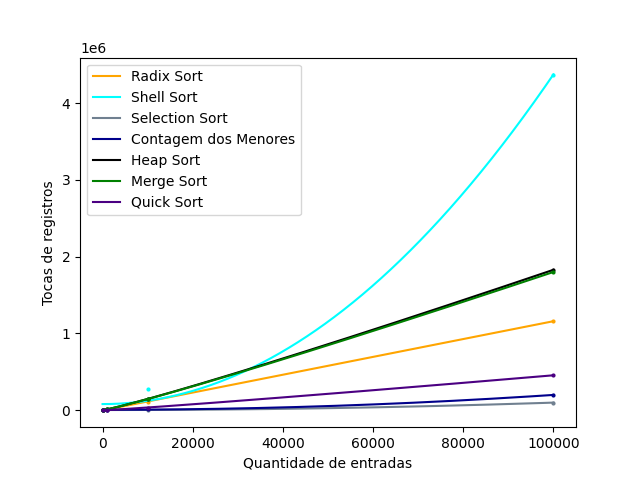 1e6
4
3
2
1
0
Tocas de registros
Radix Sort
Shell Sort
Selection Sort
Contagem dos Menores
Heap Sort
Merge Sort
Quick Sort
0 20000 40000 60000 80000 100000
Quantidade de entradas